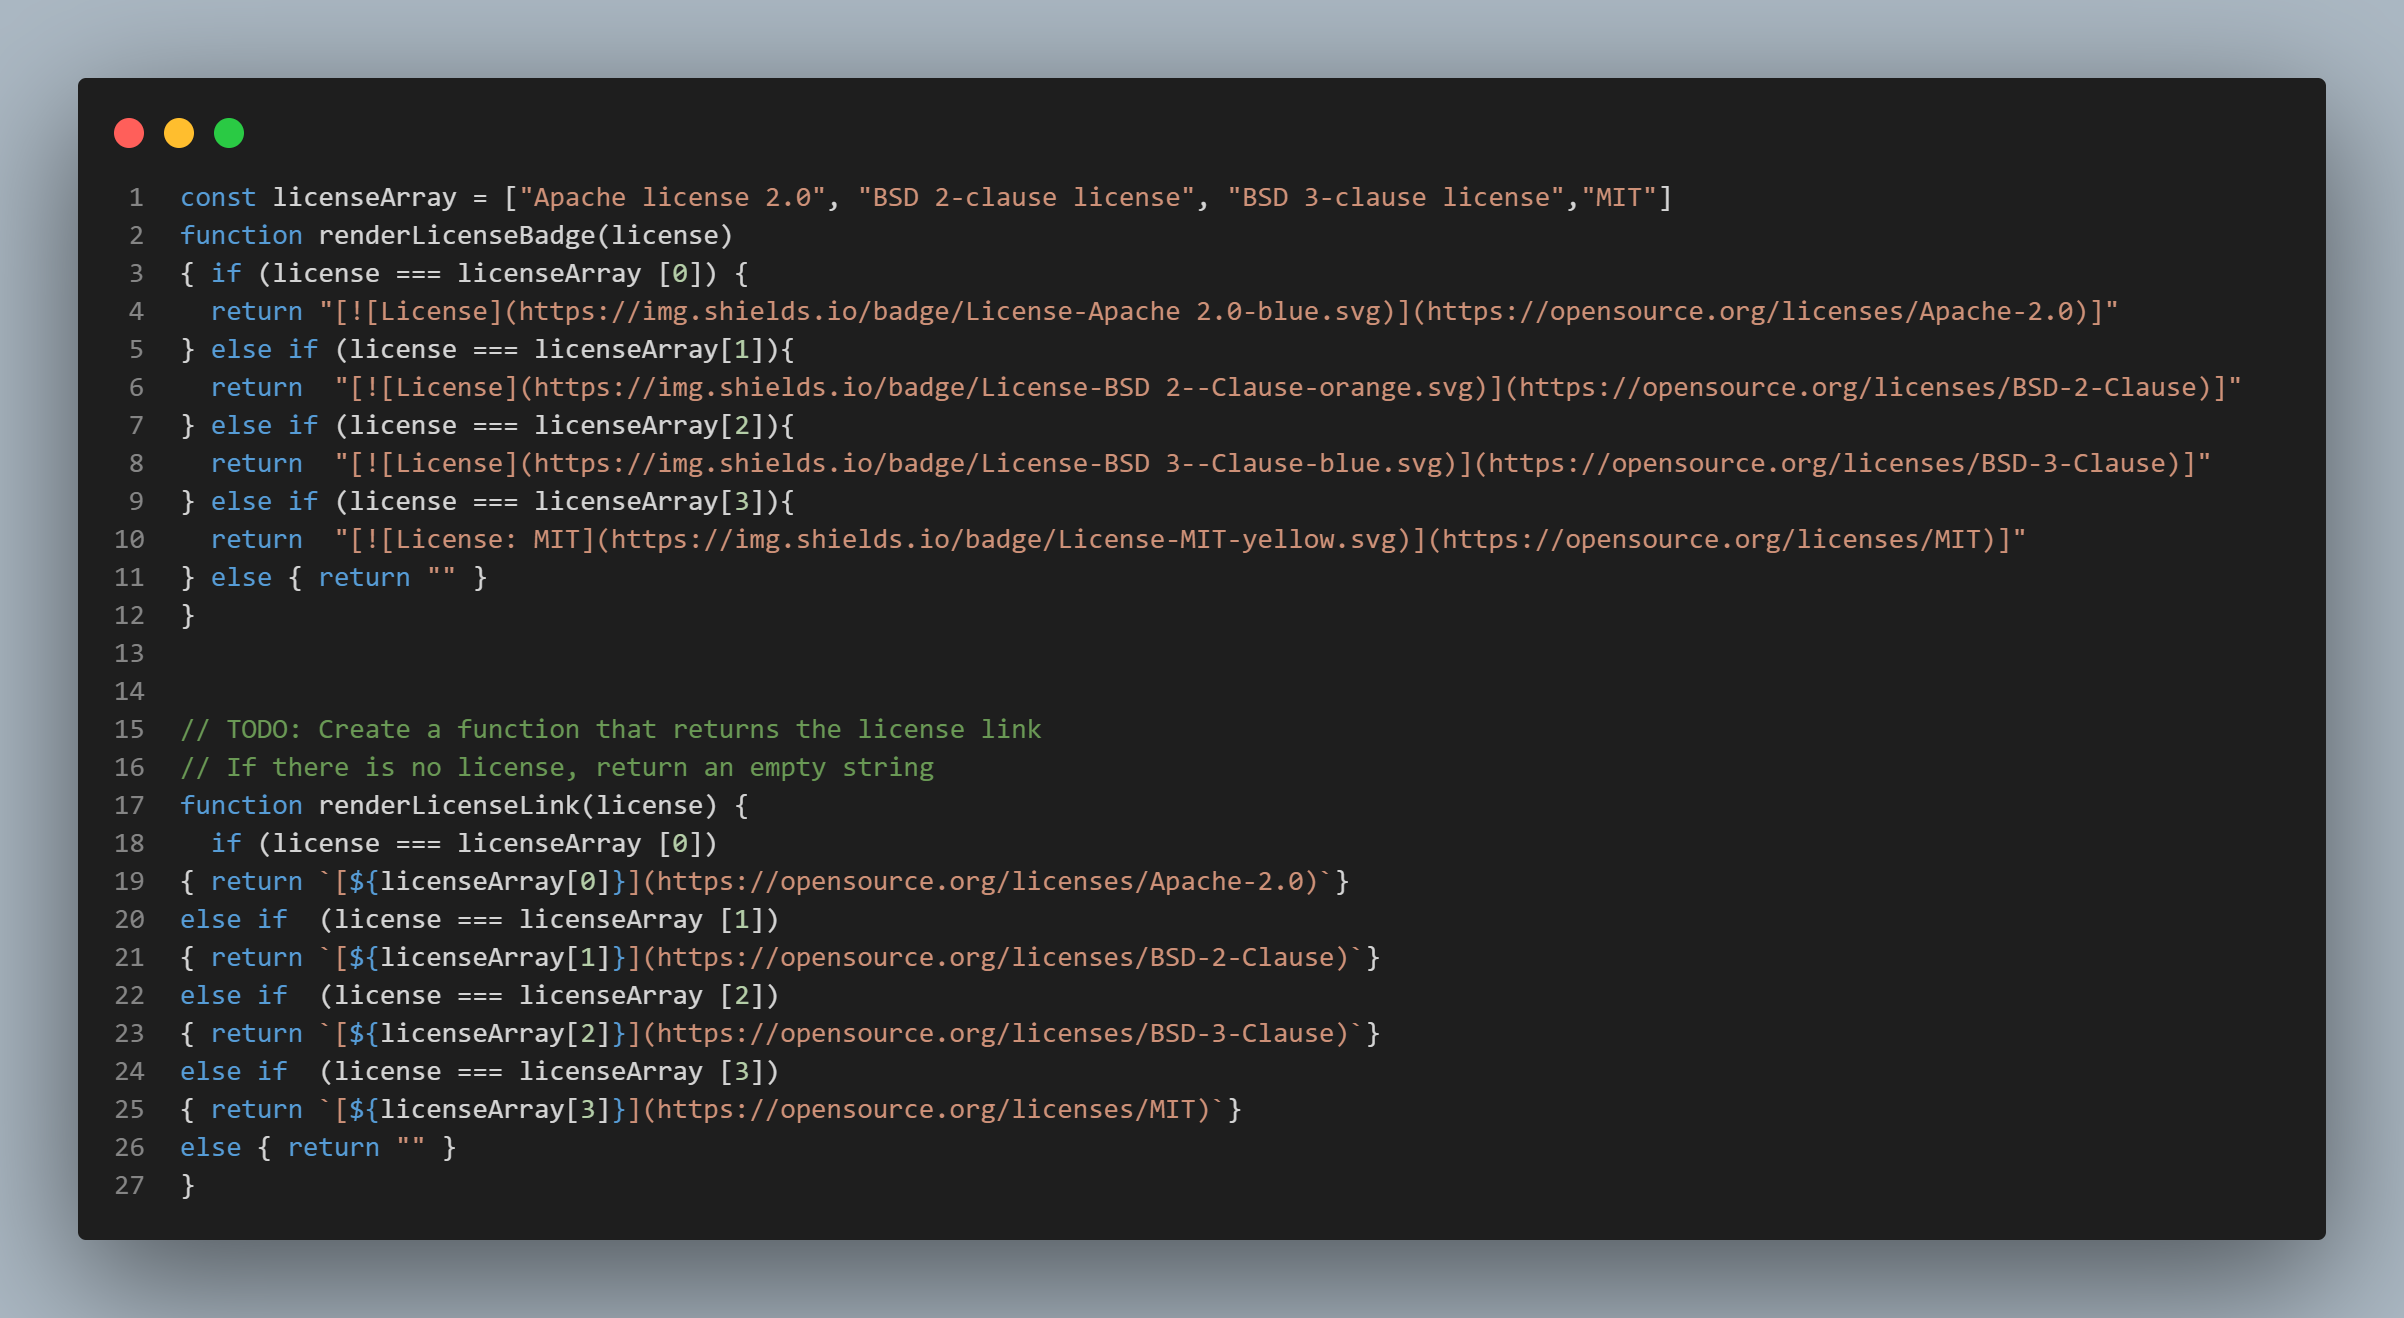 1 const licenseArray = ["Apache license 2.0", "BSD 2-clause license", "BSD 3-clause license","MIT"]
2 function renderLicenseBadge(license)
3 { if (license === licenseArray [0]) {
4   return "[![License](https://img.shields.io/badge/License-Apache 2.0-blue.svg)](https://opensource.org/licenses/Apache-2.0)]"
5 } else if (license === licenseArray[1]){
6   return  "[![License](https://img.shields.io/badge/License-BSD 2--Clause-orange.svg)](https://opensource.org/licenses/BSD-2-Clause)]"
7 } else if (license === licenseArray[2]){
8   return  "[![License](https://img.shields.io/badge/License-BSD 3--Clause-blue.svg)](https://opensource.org/licenses/BSD-3-Clause)]"
9 } else if (license === licenseArray[3]){
10   return  "[![License: MIT](https://img.shields.io/badge/License-MIT-yellow.svg)](https://opensource.org/licenses/MIT)]"
11 } else { return "" }
12 }
13
14
15 // TODO: Create a function that returns the license link
16 // If there is no license, return an empty string
17 function renderLicenseLink(license) {
18   if (license === licenseArray [0])
19 { return `[${licenseArray[0]}](https://opensource.org/licenses/Apache-2.0)`}
20 else if  (license === licenseArray [1])
21 { return `[${licenseArray[1]}](https://opensource.org/licenses/BSD-2-Clause)`}
22 else if  (license === licenseArray [2])
23 { return `[${licenseArray[2]}](https://opensource.org/licenses/BSD-3-Clause)`}
24 else if  (license === licenseArray [3])
25 { return `[${licenseArray[3]}](https://opensource.org/licenses/MIT)`}
26 else { return "" }
27 }